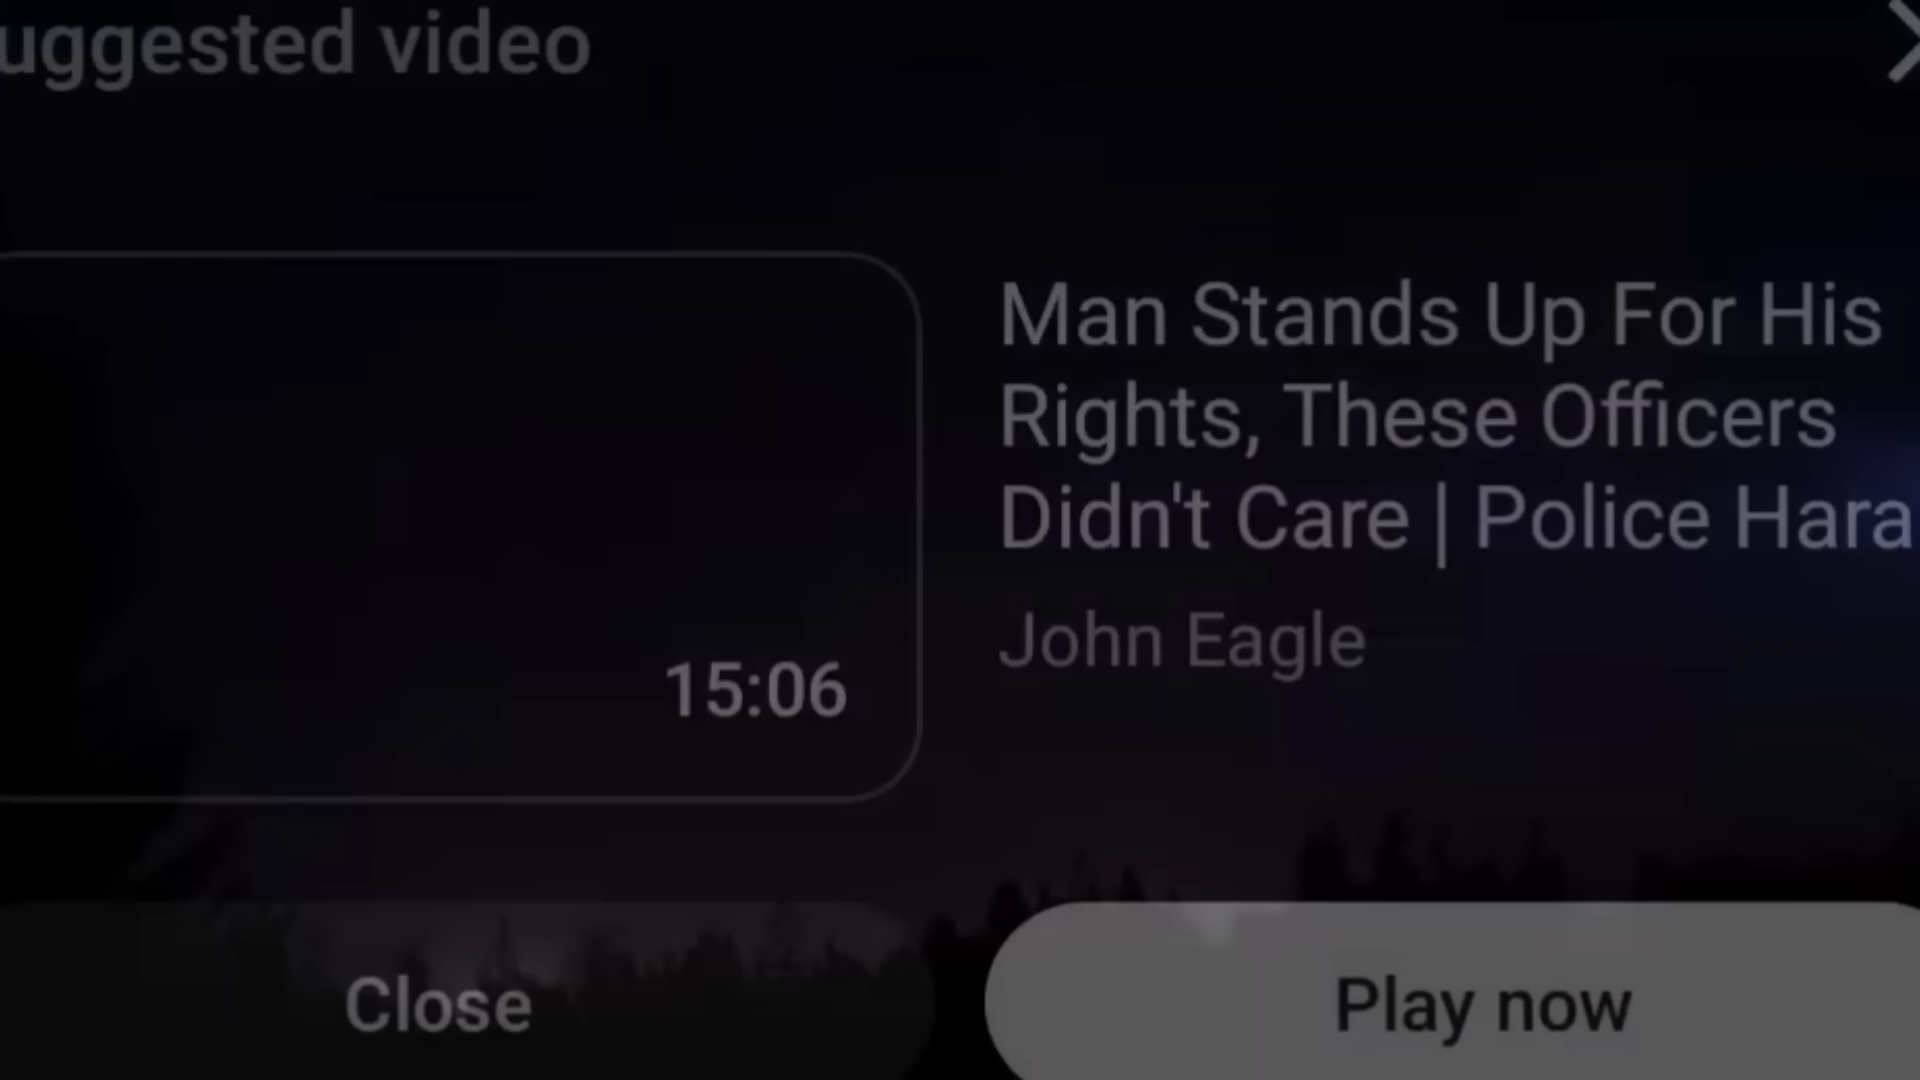 uggested video
Man Stands Up For His
Rights, These Officers
Didn't Care | Police Hara
John Eagle
15:06
Close
Play now